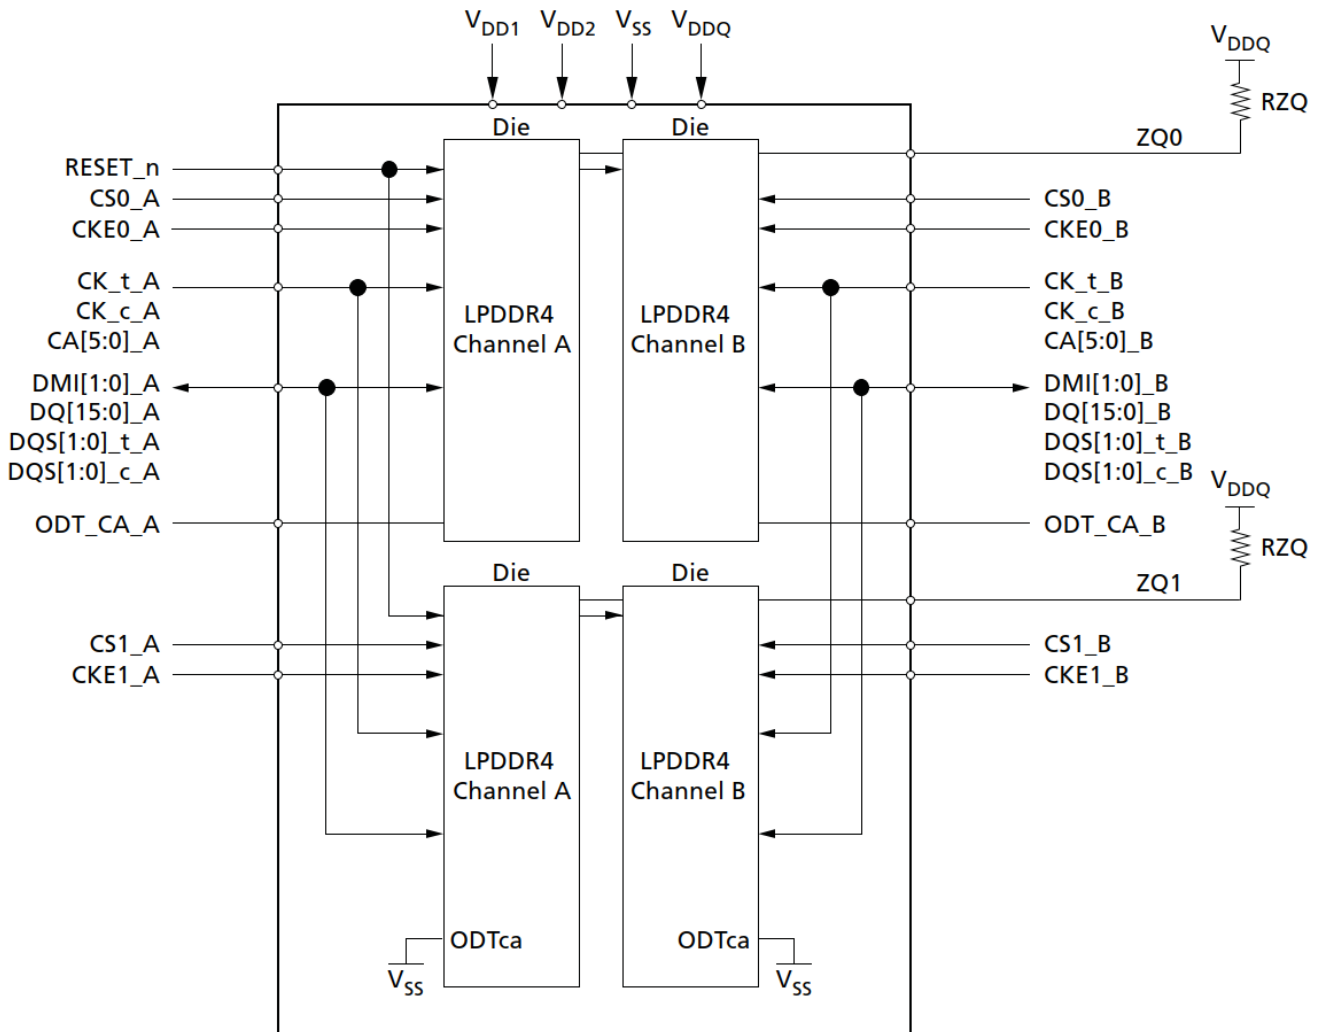 VDD1 VDD2 VSS VDDQ
VDDQ
RZQ
ZQ0
Die Die
RESET_n
CS0_A
CKE0_A
CK_t_A
CK_c_A
CA[5:0]_A
DMI[1:0]_A
DQ[15:0]_A
DQS[1:0]_t_A
DQS[1:0]_c_A
ODT_CA_A
LPDDR4
Channel A
LPDDR4
Channel B
CS0_B
CKE0_B
CK_t_B
CK_c_B
CA[5:0]_B
DMI[1:0]_B
DQ[15:0]_B
DQS[1:0]_t_B
DQS[1:0]_c_B
ODT_CA_B
VDDQ
RZQ
ZQ1
Die Die
CS1_A
CKE1_A
LPDDR4
Channel A
LPDDR4
Channel B
CS1_B
CKE1_B
ODTca ODTca
VSS VSS